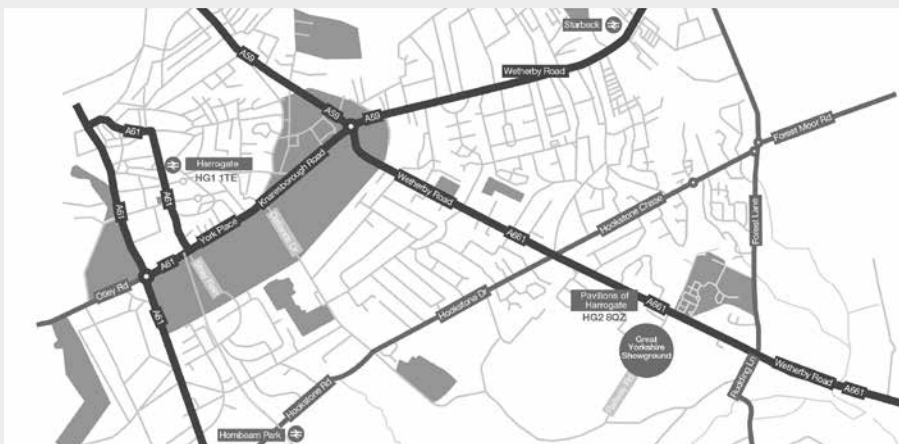 Starbeck
A59
Wetherby Road
A59
A59
A61
Harrogate
HG1 1TE
Forest Moor Rd
Knaresborough Road
Wetherby Road
Hookstone Chase
A61
A61
York Place
A661
Forest Lane
A61
Otley Rd
Hookstone Dr
Pavilions of
Harrogate
HG2 8QZ
A661
A61
Great
Yorkshire
Showground
Rudding Ln
Wetherby Road
A661
Hookstone Rd
Hornbeam Park